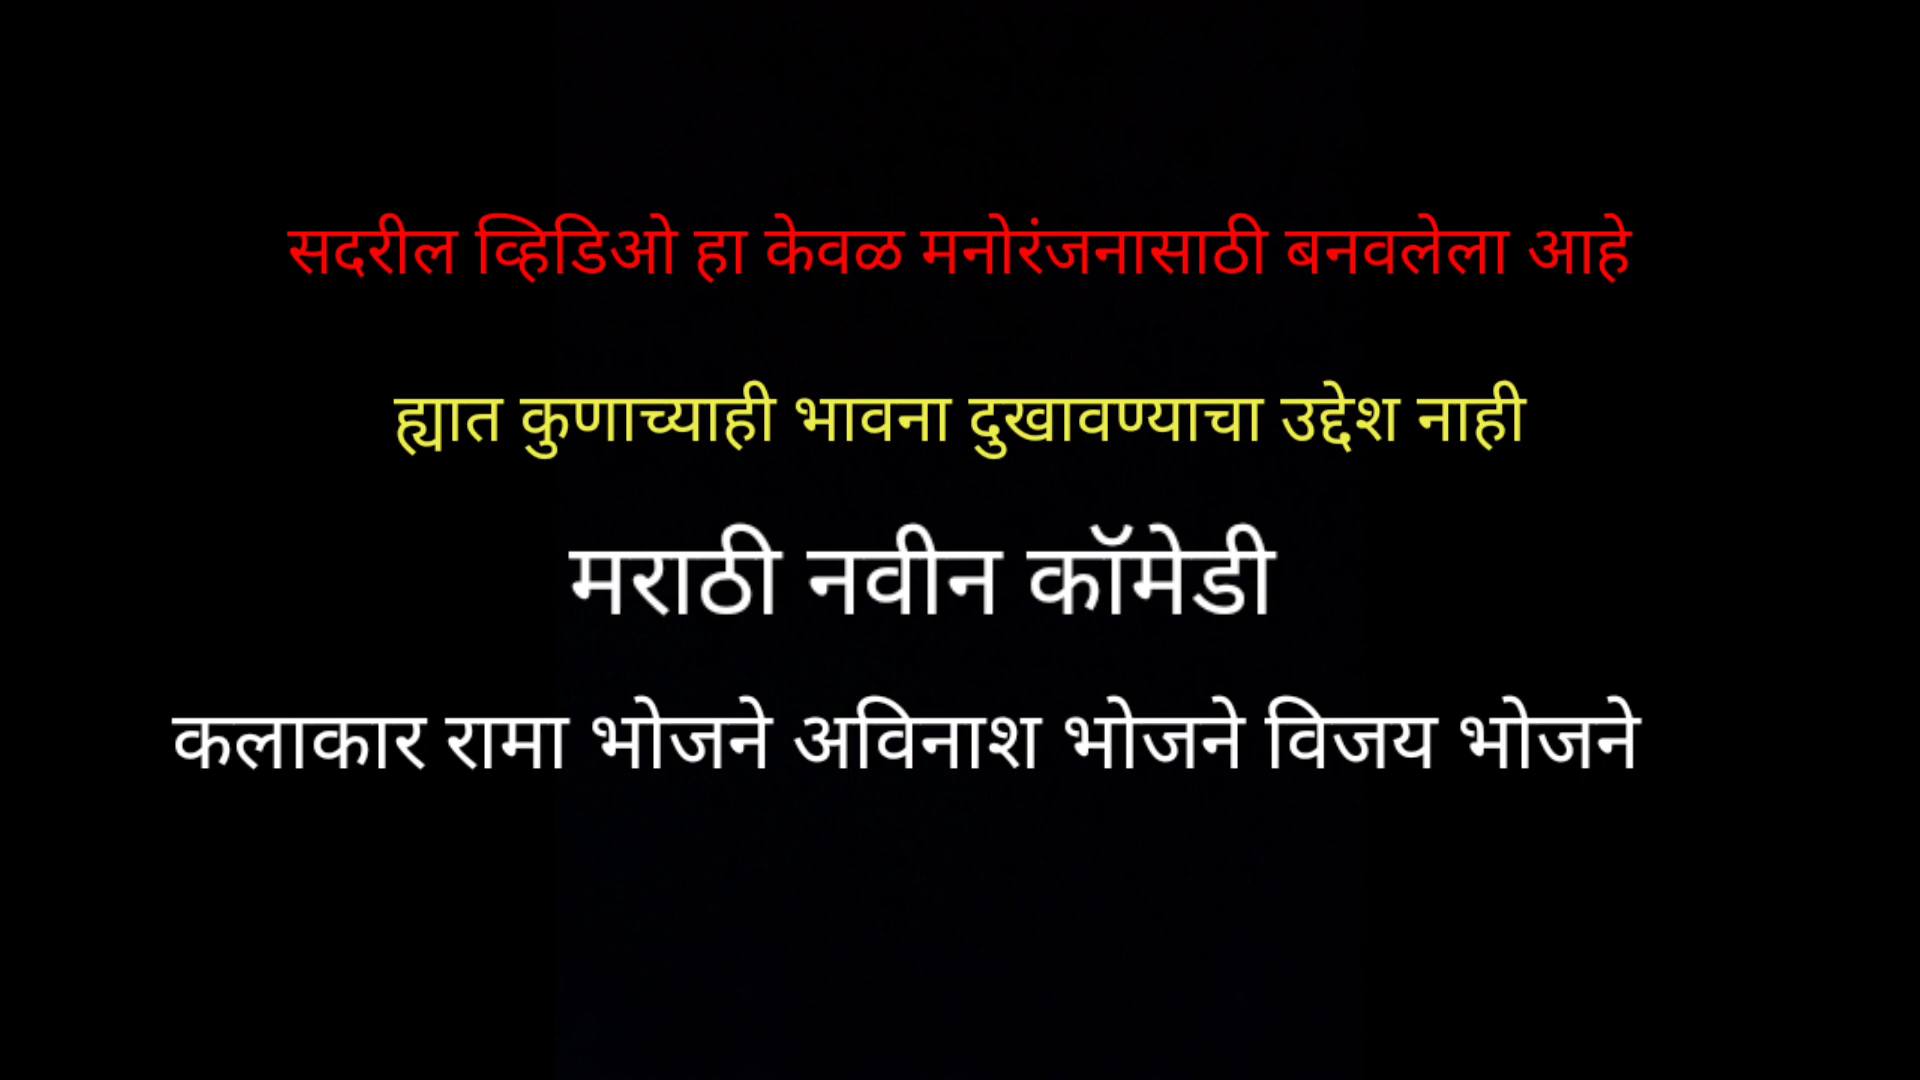 सदरील व्हिडिओ हा केवळ मनोरंजनासाठी बनवलेला आहे
ह्यात कुणाच्याही भावना दुखावण्याचा उद्देश नाही
मराठी नवीन कॉमेडी
कलाकार रामा भोजने अविनाश भोजने विजय भोजने